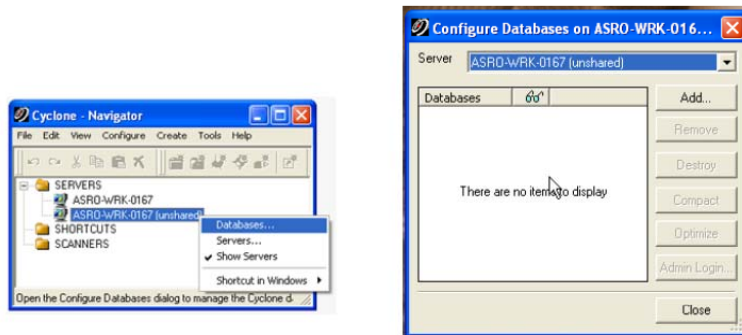 Cyclone - Navigator
File Edit View Configure Create Tools Help
SERVERS
ASRO-WRK-0167
ASRO-WRK-0167 (unshared)
SHORTCUTS
SCANNERS
Databases...
Servers...
Show Servers
Shortcut in Windows
Open the Configure Databases dialog to manage the Cyclone d
Configure Databases on ASRO-WRK-016...
Server ASRO-WRK-0167 (unshared)
Databases
There are no items to display
Add...
Remove
Destroy
Compact
Optimize
Admin Login...
Close